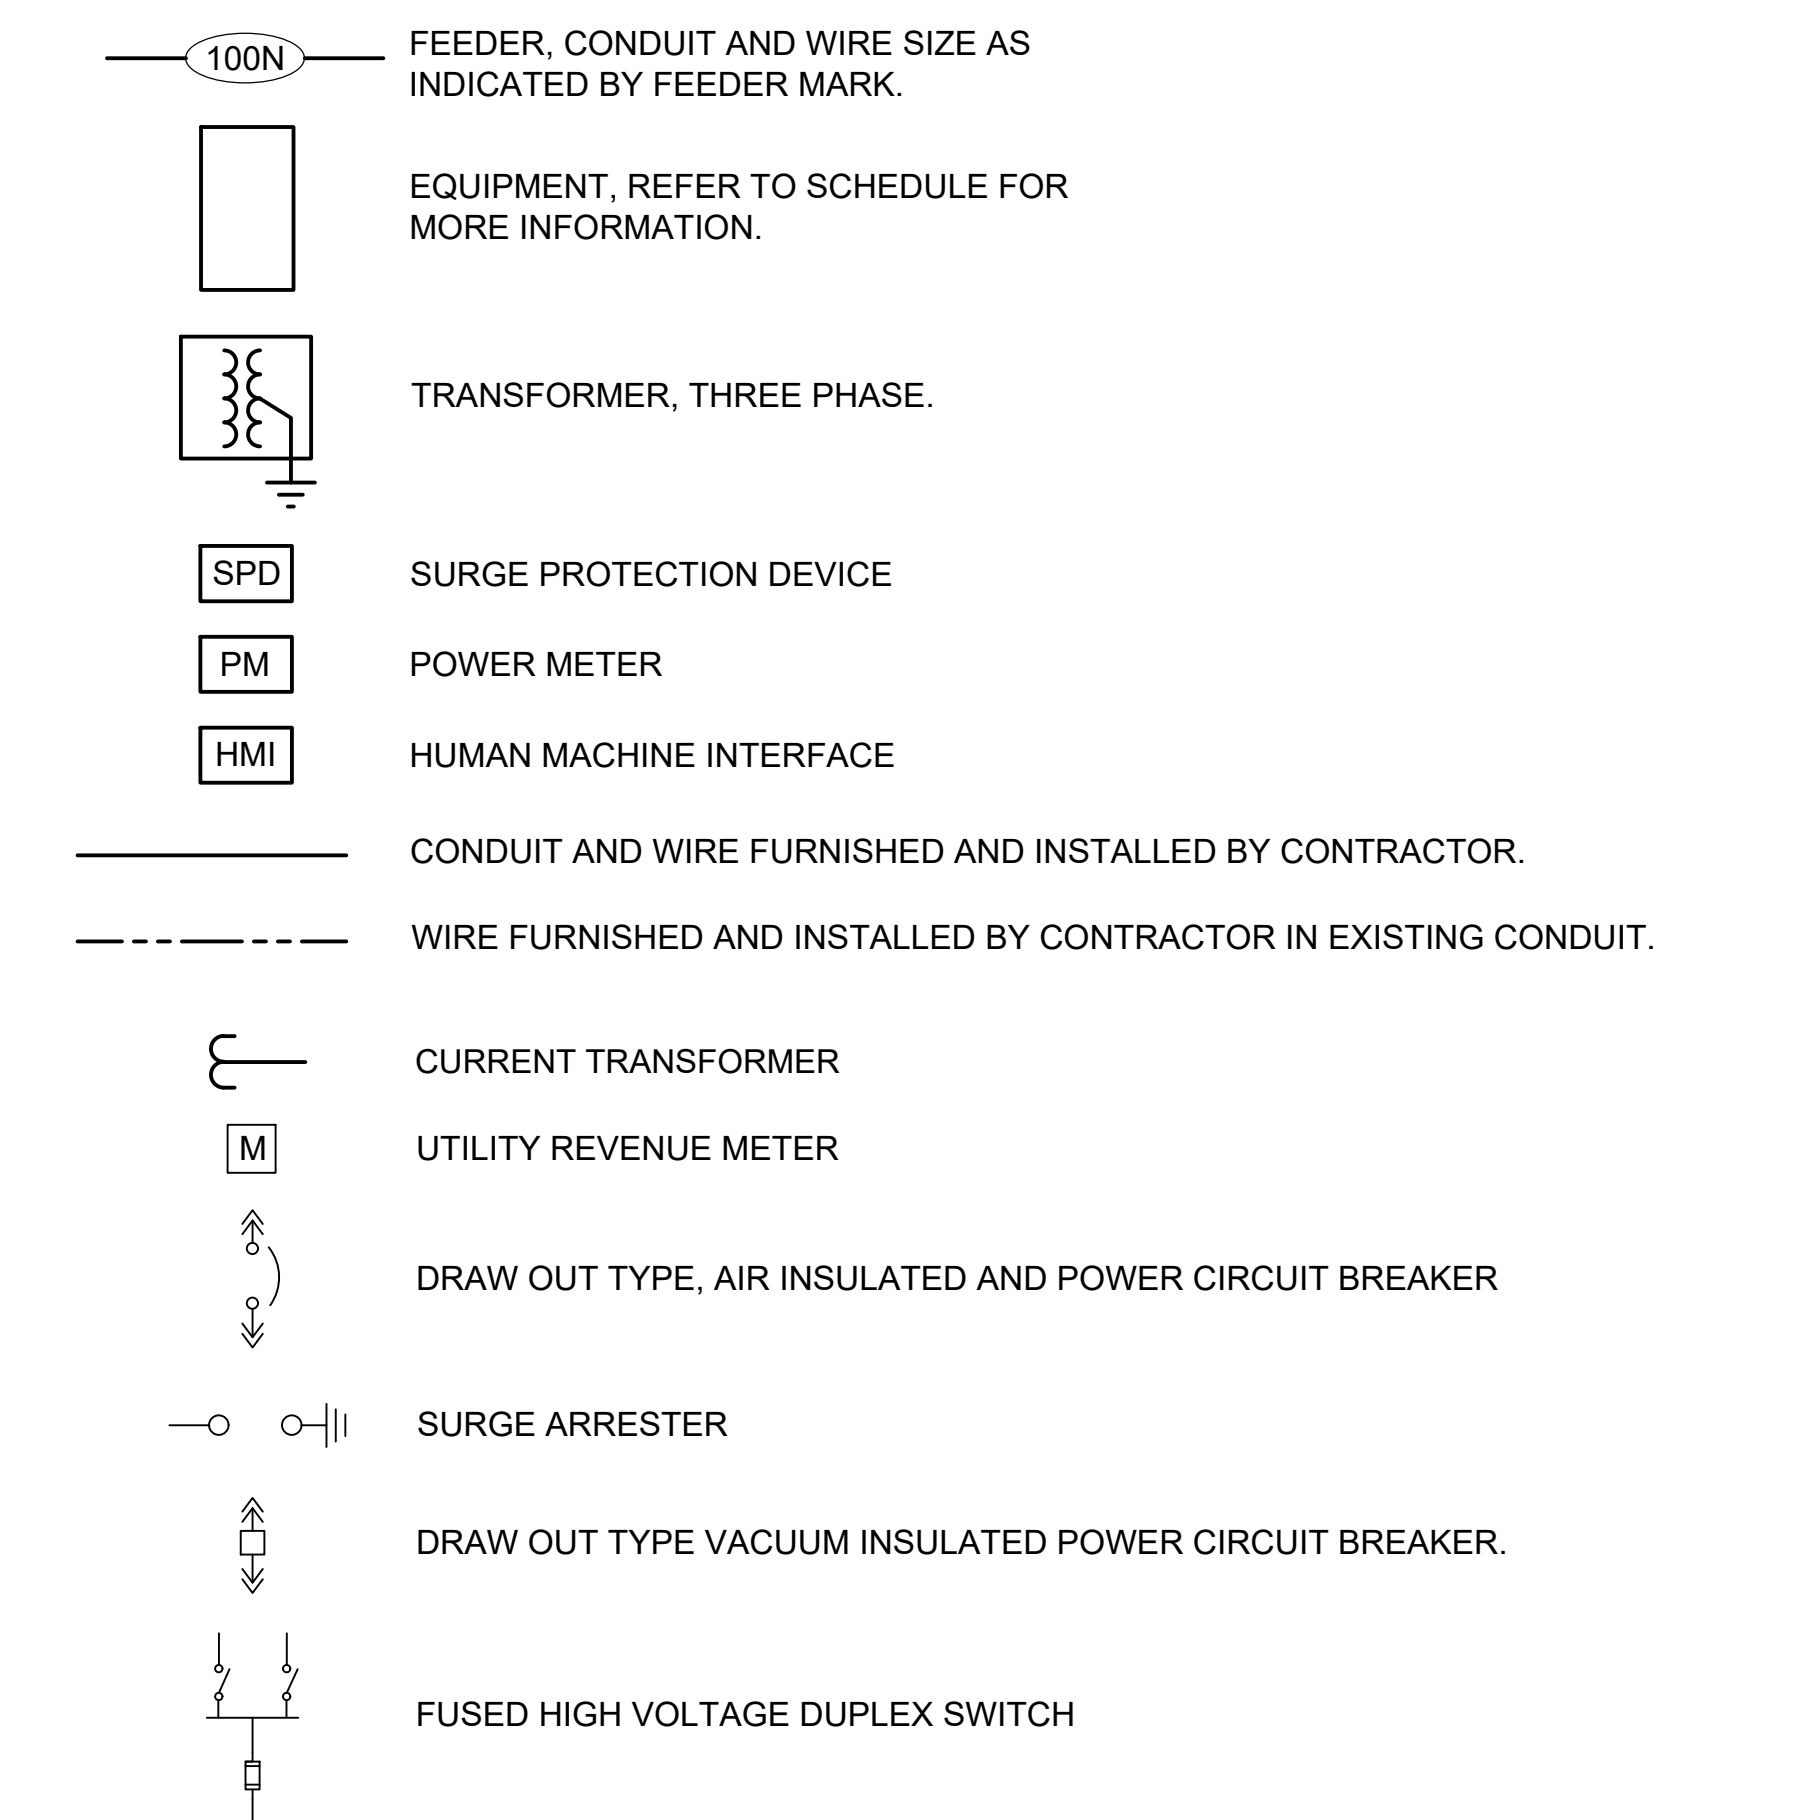 100N
FEEDER, CONDUIT AND WIRE SIZE AS
INDICATED BY FEEDER MARK.
EQUIPMENT, REFER TO SCHEDULE FOR
MORE INFORMATION.
TRANSFORMER, THREE PHASE.
SPD
SURGE PROTECTION DEVICE
PM
POWER METER
HMI
HUMAN MACHINE INTERFACE
CONDUIT AND WIRE FURNISHED AND INSTALLED BY CONTRACTOR.
WIRE FURNISHED AND INSTALLED BY CONTRACTOR IN EXISTING CONDUIT.
CURRENT TRANSFORMER
M
UTILITY REVENUE METER
DRAW OUT TYPE, AIR INSULATED AND POWER CIRCUIT BREAKER
SURGE ARRESTER
DRAW OUT TYPE VACUUM INSULATED POWER CIRCUIT BREAKER.
FUSED HIGH VOLTAGE DUPLEX SWITCH